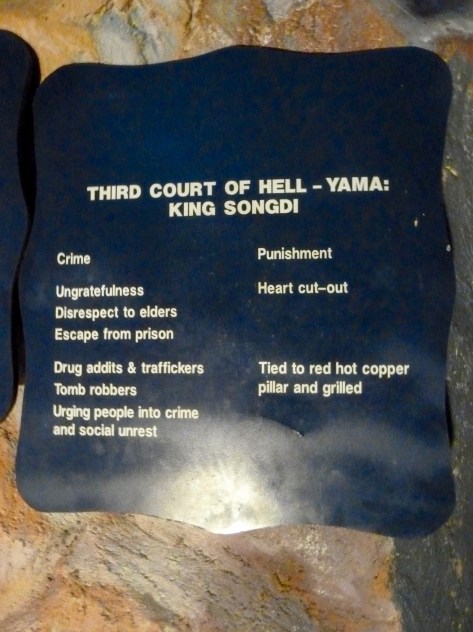 THIRD COURT OF HELL – YAMA:
KING SONGDI
Crime
Punishment
Ungratefulness
Heart cut–out
Disrespect to elders
Escape from prison
Drug addits & traffickers
Tied to red hot copper
Tomb robbers
pillar and grilled
Urging people into crime
and social unrest